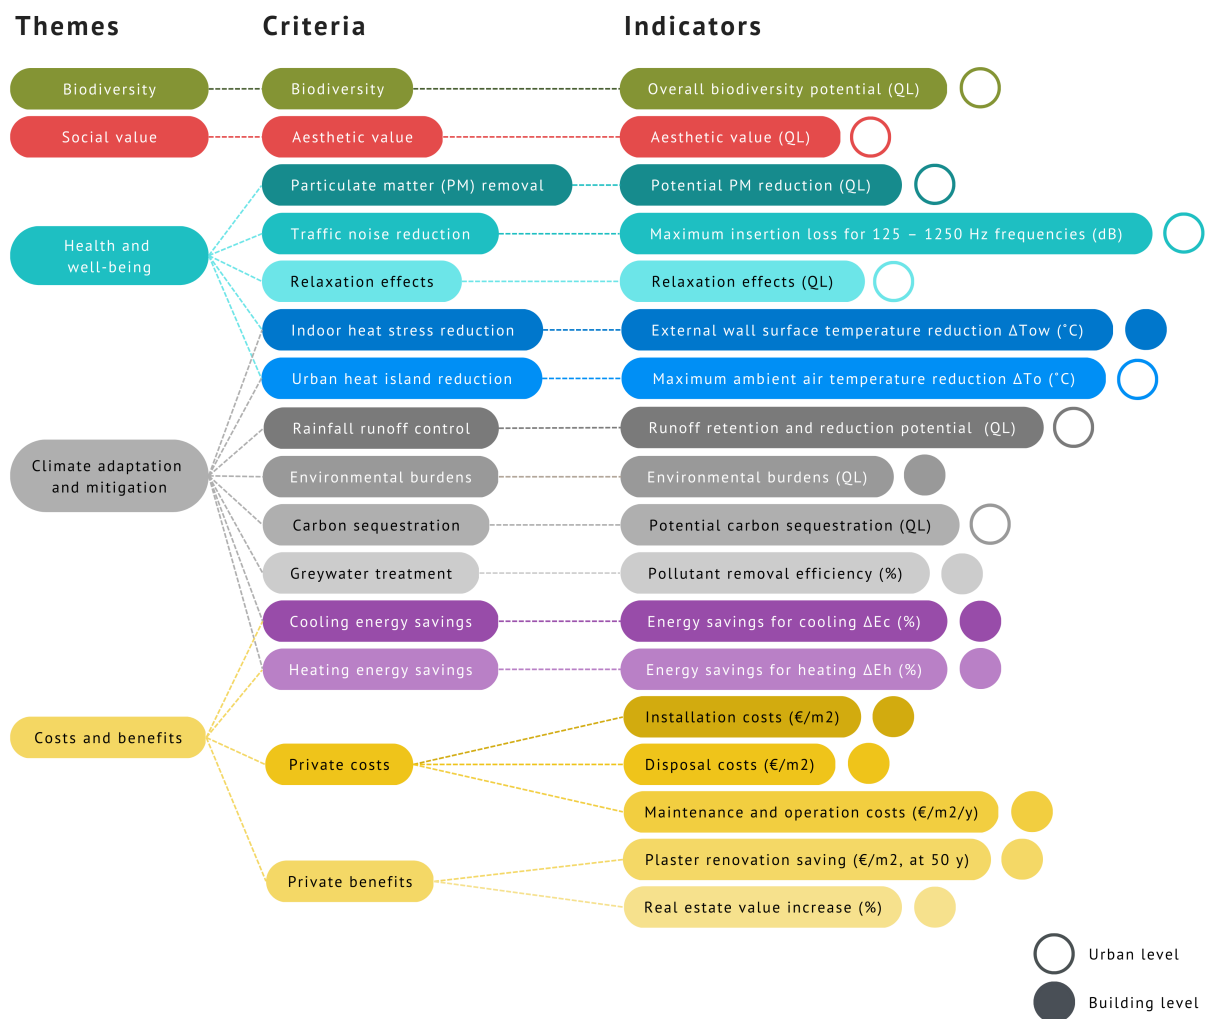 Themes
Criteria
Indicators
Biodiversity
Biodiversity
Overall biodiversity potential (QL)
Social value
Aesthetic value
Aesthetic value (QL)
Health and
well-being
Particulate matter (PM) removal
Potential PM reduction (QL)
Traffic noise reduction
Maximum insertion loss for 125 – 1250 Hz frequencies (dB)
Relaxation effects
Relaxation effects (QL)
Indoor heat stress reduction
External wall surface temperature reduction ΔTow (˚C)
Urban heat island reduction
Maximum ambient air temperature reduction ΔTo (˚C)
Climate adaptation
and mitigation
Rainfall runoff control
Runoff retention and reduction potential (QL)
Environmental burdens
Environmental burdens (QL)
Carbon sequestration
Potential carbon sequestration (QL)
Greywater treatment
Pollutant removal efficiency (%)
Cooling energy savings
Energy savings for cooling ΔEc (%)
Heating energy savings
Energy savings for heating ΔEh (%)
Costs and benefits
Private costs
Installation costs (€/m2)
Disposal costs (€/m2)
Maintenance and operation costs (€/m2/y)
Private benefits
Plaster renovation saving (€/m2, at 50 y)
Real estate value increase (%)
Urban level
Building level